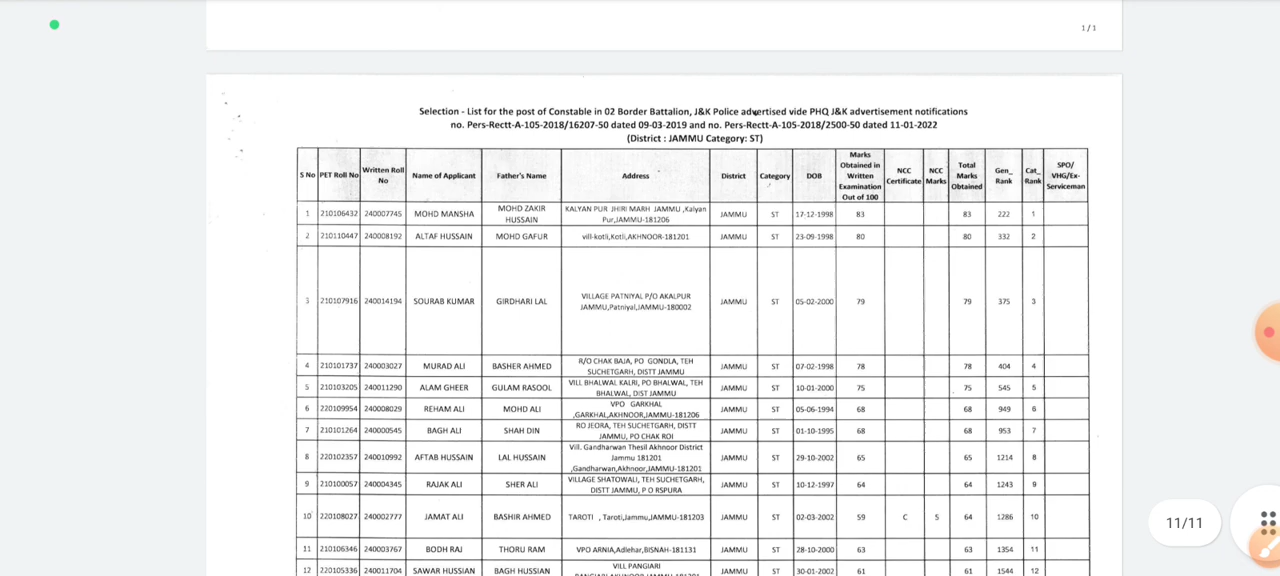 1/1
Selection - List for the post of Constable in 02 Border Battalion, J&K Police advertised vide PHQ J&K advertisement notifications
no. Pers-Rectt-A-105-2018/16207-50 dated 09-03-2019 and no. Pers-Rectt-A-105-2018/2500-50 dated 11-01-2022
(District : JAMMU Category: ST)
S No PET Roll No Written Roll No Name of Applicant Father's Name Address District Category DOB Marks Obtained in Written Examination Out of 100 NCC Certificate NCC Marks Total Marks Obtained Gen_ Rank Cat_ Rank SPO/ VHG/Ex- Serviceman
1 210106432 240007745 MOHD MANSHA MOHD ZAKIR HUSSAIN KALYAN PUR JHIRI MARH JAMMU ,Kalyan Pur,JAMMU-181206 JAMMU ST 17-12-1998 83 83 222 1
2 210110447 240008192 ALTAF HUSSAIN MOHD GAFUR vill-kotli,Kotli,AKHNOOR-181201 JAMMU ST 23-09-1998 80 80 332 2
3 210107916 240014194 SOURAB KUMAR GIRDHARI LAL VILLAGE PATNIYAL P/O AKALPUR JAMMU,Patniyal,JAMMU-180002 JAMMU ST 05-02-2000 79 79 375 3
4 210101737 240003027 MURAD ALI BASHER AHMED R/O CHAK BAJA, PO GONDLA, TEH SUCHETGARH, DISTT JAMMU JAMMU ST 07-02-1998 78 78 404 4
5 210103205 240011290 ALAM GHEER GULAM RASOOL VILL BHALWAL KALRI, PO BHALWAL, TEH BHALWAL, DIST JAMMU JAMMU ST 10-01-2000 75 75 545 5
6 220109954 240008029 REHAM ALI MOHD ALI VPO GARKHAL ,GARKHAL,AKHNOOR,JAMMU-181206 JAMMU ST 05-06-1994 68 68 949 6
7 210101264 240000545 BAGH ALI SHAH DIN RO JEORA, TEH SUCHETGARH, DISTT JAMMU, PO CHAK ROI JAMMU ST 01-10-1995 68 68 953 7
8 220102357 240010992 AFTAB HUSSAIN LAL HUSSAIN Vill. Gandharwan Thesil Akhnoor District Jammu 181201 ,Gandharwan,Akhnoor,JAMMU-181201 JAMMU ST 29-10-2002 65 65 1214 8
9 210100057 240004345 RAJAK ALI SHER ALI VILLAGE SHATOWALI, TEH SUCHETGARH, DISTT JAMMU, P O RSPURA JAMMU ST 10-12-1997 64 64 1243 9
10 220108027 240002777 JAMAT ALI BASHIR AHMED TAROTI , Taroti,Jammu,JAMMU-181203 JAMMU ST 02-03-2002 59 C 5 64 1286 10
11 210106346 240003767 BODH RAJ THORU RAM VPO ARNIA,Adlehar,BISNAH-181131 JAMMU ST 28-10-2000 63 63 1354 11
12 220105336 240011704 SAWAR HUSSIAN BAGH HUSSIAN VILL PANGIARI JAMMU ST 30-01-2002 61 61 1544 12
11/11